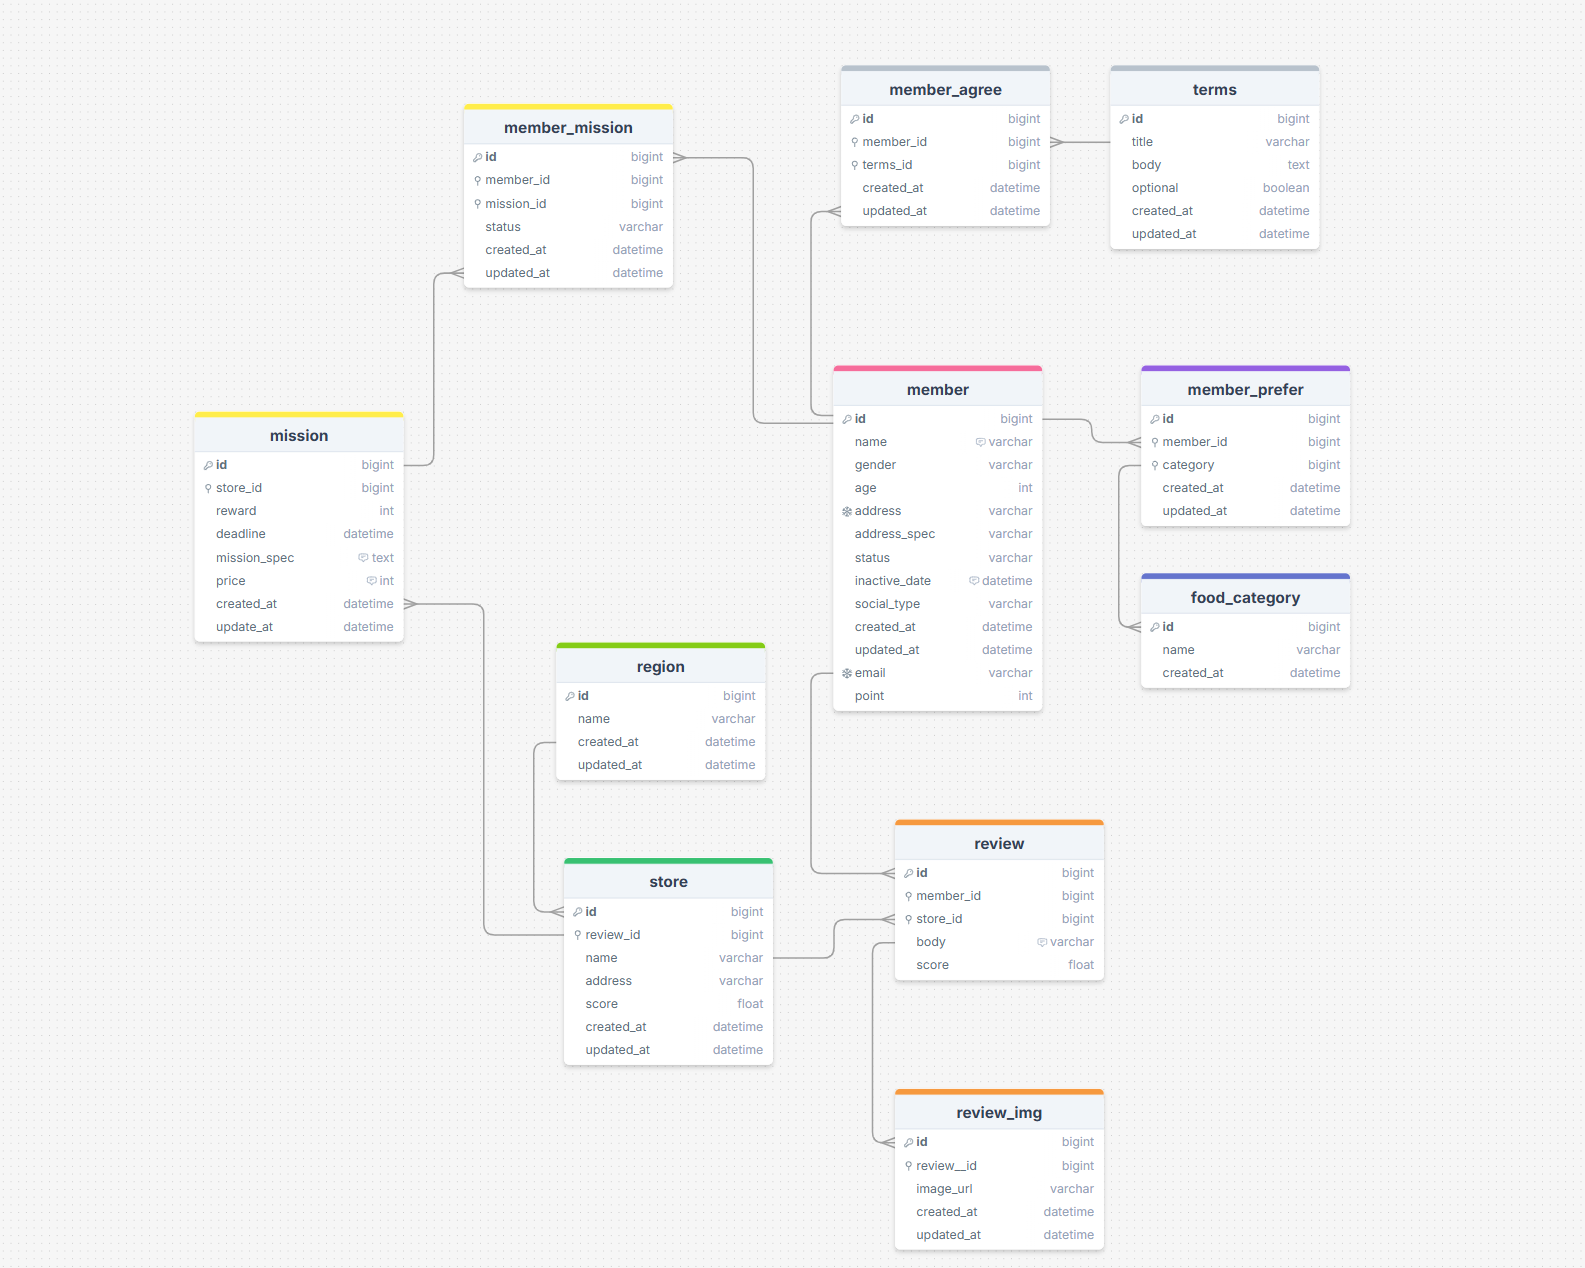 member_agree
id bigint
member_id bigint
terms_id bigint
created_at datetime
updated_at datetime
terms
id bigint
title varchar
body text
optional boolean
created_at datetime
updated_at datetime
member_mission
id bigint
member_id bigint
mission_id bigint
status varchar
created_at datetime
updated_at datetime
member
id bigint
name varchar
gender varchar
age int
address varchar
address_spec varchar
status varchar
inactive_date datetime
social_type varchar
created_at datetime
updated_at datetime
email varchar
point int
member_prefer
id bigint
member_id bigint
category bigint
created_at datetime
updated_at datetime
mission
id bigint
store_id bigint
reward int
deadline datetime
mission_spec text
price int
created_at datetime
update_at datetime
food_category
id bigint
name varchar
created_at datetime
region
id bigint
name varchar
created_at datetime
updated_at datetime
review
id bigint
member_id bigint
store_id bigint
body varchar
score float
store
id bigint
review_id bigint
name varchar
address varchar
score float
created_at datetime
updated_at datetime
review_img
id bigint
review__id bigint
image_url varchar
created_at datetime
updated_at datetime